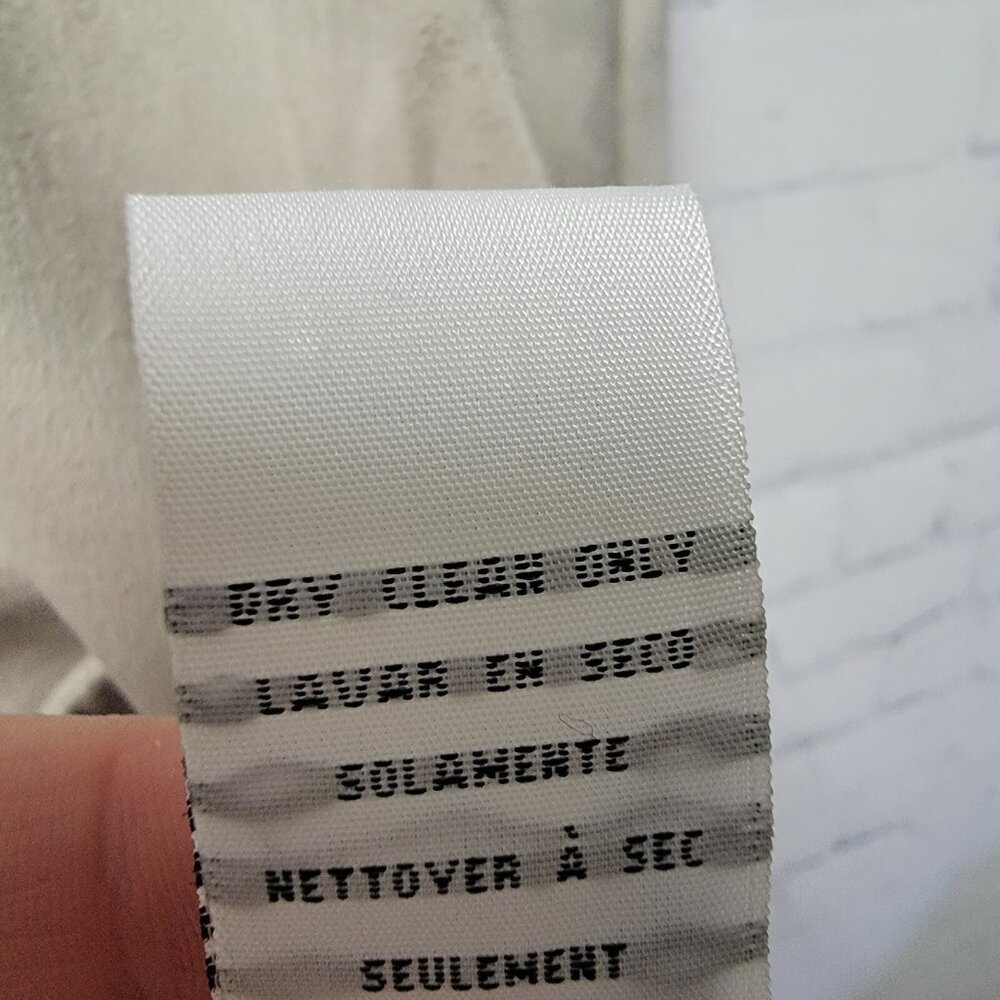 DRY CLEAN ONLY
LAVAR EN SECO
SOLAMENTE
NETTOYER À SEC
SEULEMENT